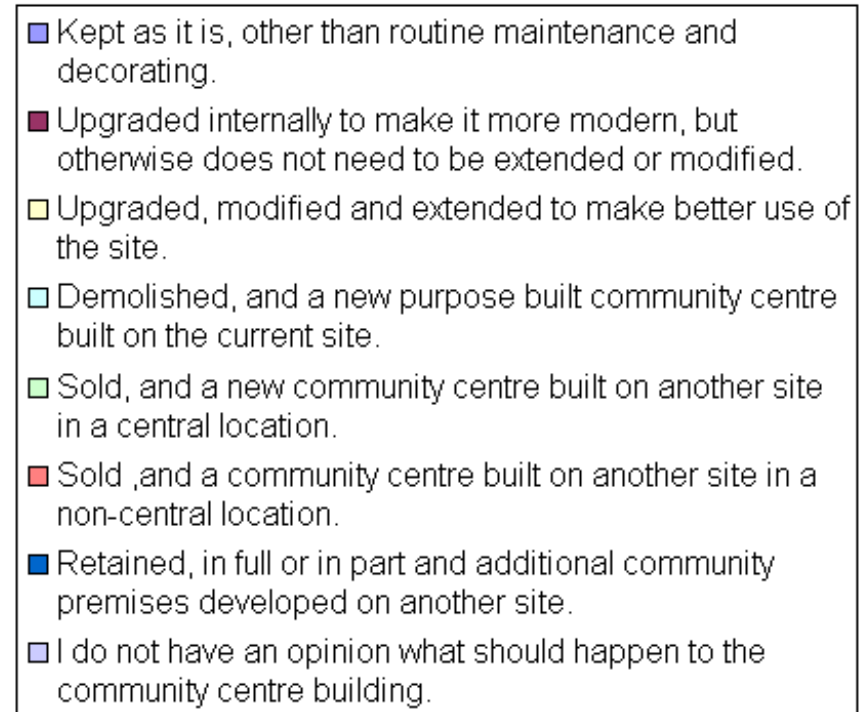 Kept as it is, other than routine maintenance and
decorating.
Upgraded internally to make it more modern, but
otherwise does not need to be extended or modified.
Upgraded, modified and extended to make better use of
the site.
Demolished, and a new purpose built community centre
built on the current site.
Sold, and a new community centre built on another site
in a central location.
Sold ,and a community centre built on another site in a
non-central location.
Retained, in full or in part and additional community
premises developed on another site.
I do not have an opinion what should happen to the
community centre building.